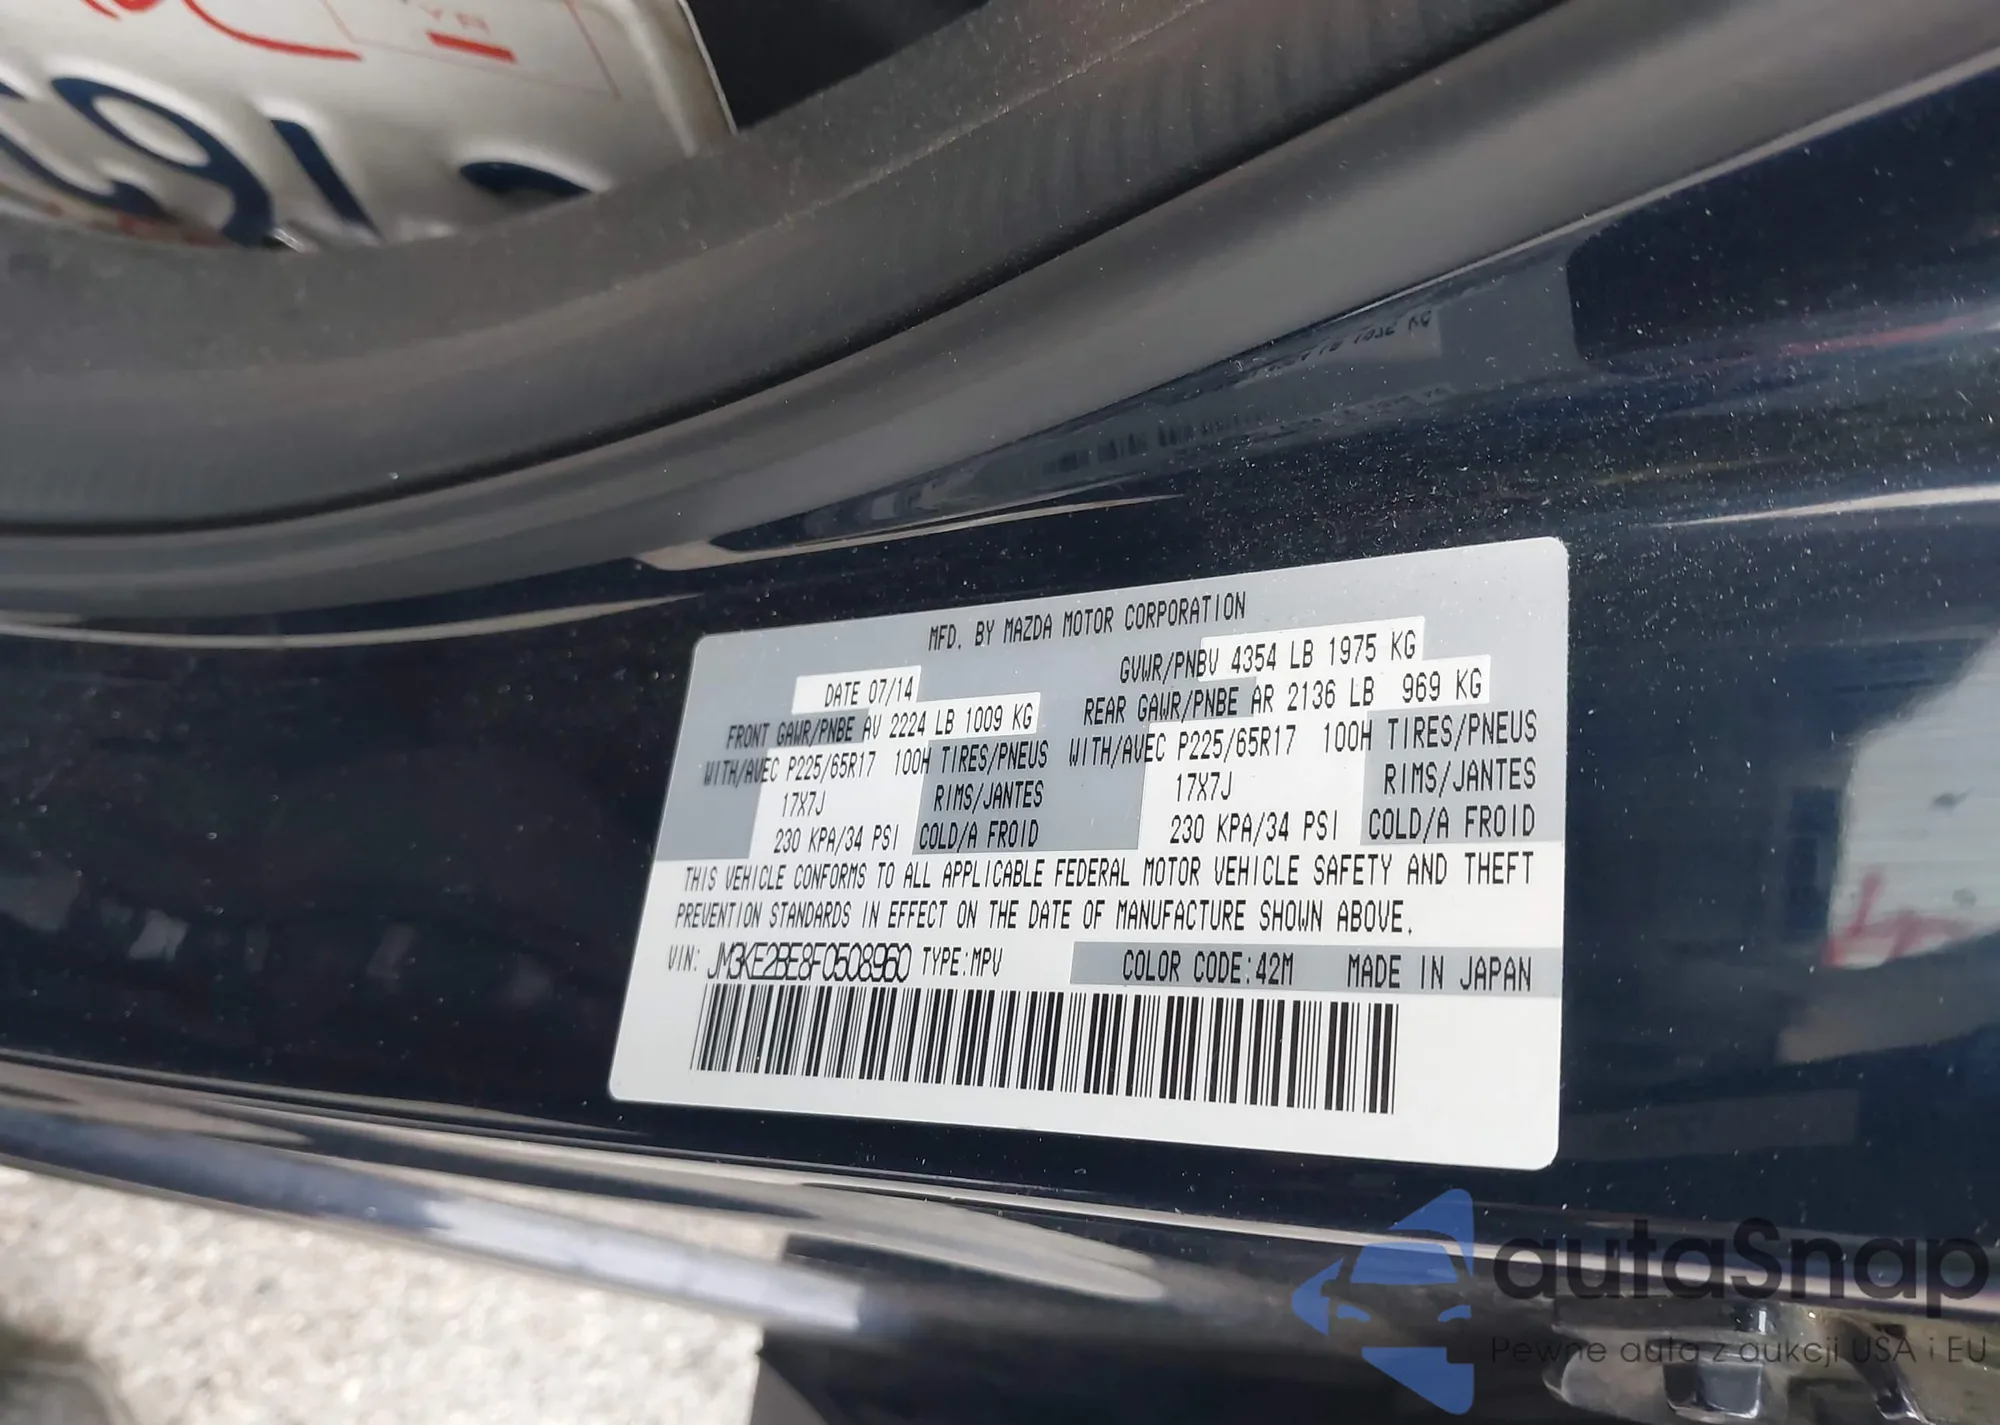 MFD. BY MAZDA MOTOR CORPORATION
DATE 07/14 GVWR/PNBV 4354 LB 1975 KG
FRONT GAWR/PNBE AV 2224 LB 1009 KG REAR GAWR/PNBE AR 2136 LB 969 KG
WITH/AVEC P225/65R17 100H TIRES/PNEUS WITH/AVEC P225/65R17 100H TIRES/PNEUS
17X7J RIMS/JANTES 17X7J RIMS/JANTES
230 KPA/34 PSI COLD/A FROID 230 KPA/34 PSI COLD/A FROID
THIS VEHICLE CONFORMS TO ALL APPLICABLE FEDERAL MOTOR VEHICLE SAFETY AND THEFT
PREVENTION STANDARDS IN EFFECT ON THE DATE OF MANUFACTURE SHOWN ABOVE.
VIN: JM3KE2BE8F0508960 TYPE:MPV COLOR CODE:42M MADE IN JAPAN
autaSnap
Pewne auto z aukcji USA i EU